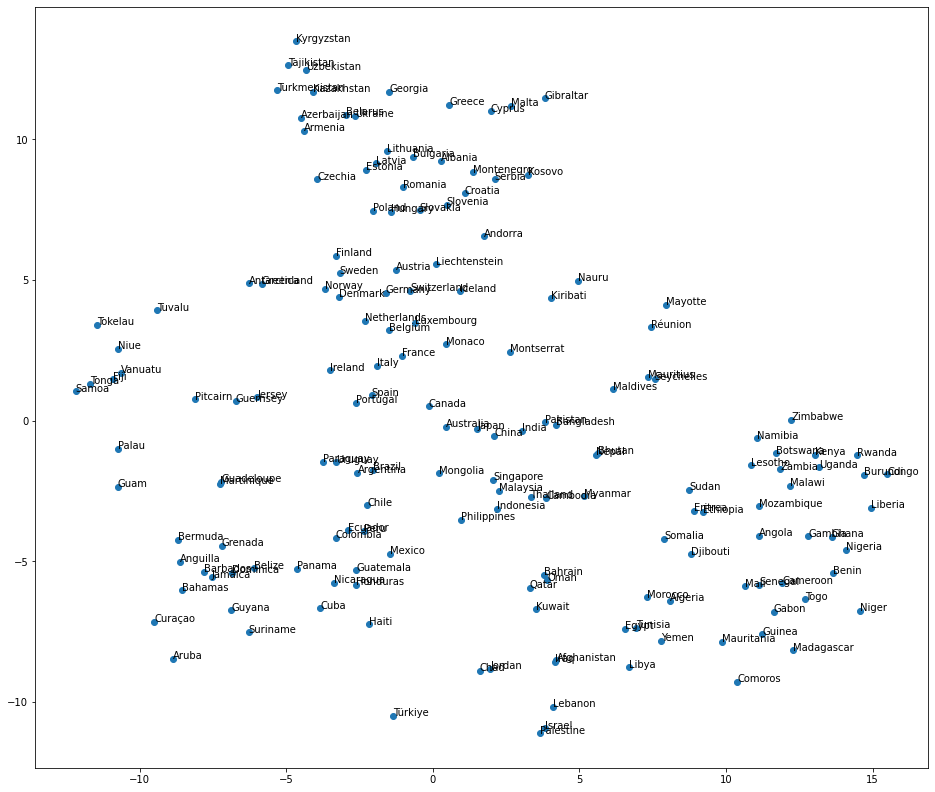 Kyrgyzstan
Tajikistan
Uzbekistan
Turkmenistan
Kazakhstan
Georgia
Gibraltar
Greece
Malta
Cyprus
Belarus
Ukraine
Azerbaijan
Armenia
10
Lithuania
Bulgaria
Latvia
Albania
Estonia
Montenegro
Kosovo
Czechia
Serbia
Romania
Croatia
Slovenia
Poland
Hungary
Slovakia
Andorra
Finland
Liechtenstein
Austria
Sweden
Nauru
5
Antarctica
Greenland
Norway
Germany
Switzerland
Iceland
Denmark
Kiribati
Mayotte
Tuvalu
Netherlands
Luxembourg
Tokelau
Belgium
Réunion
Monaco
Niue
France
Montserrat
Italy
Ireland
Vanuatu
Fiji
Mauritius
Seychelles
Tonga
Samoa
Maldives
Jersey
Spain
Pitcairn
Guernsey
Portugal
Canada
0
Zimbabwe
Australia
Japan
Pakistan
Bangladesh
India
China
Namibia
Palau
Bhutan
Nepal
Botswana
Kenya
Rwanda
Paraguay
Uruguay
Lesotho
Zambia
Uganda
Argentina
Brazil
Mongolia
Burundi
Congo
Guadeloupe
Martinique
Guam
Singapore
Malawi
Malaysia
Sudan
Thailand
Cambodia
Myanmar
Chile
Indonesia
Eritrea
Ethiopia
Mozambique
Liberia
Philippines
Ecuador
Peru
Colombia
Bermuda
Somalia
Angola
Gambia
Ghana
Grenada
Mexico
Djibouti
Nigeria
−5
Anguilla
Barbados
Dominica
Belize
Jamaica
Panama
Guatemala
Bahrain
Oman
Benin
Nicaragua
Honduras
Bahamas
Qatar
Mali
Senegal
Cameroon
Morocco
Algeria
Togo
Guyana
Cuba
Kuwait
Gabon
Niger
Curaçao
Suriname
Haiti
Egypt
Tunisia
Guinea
Yemen
Mauritania
Madagascar
Aruba
Iraq
Afghanistan
Chad
Jordan
Libya
Comoros
−10
Lebanon
Türkiye
Israel
Palestine
−10
−5
0
5
10
15